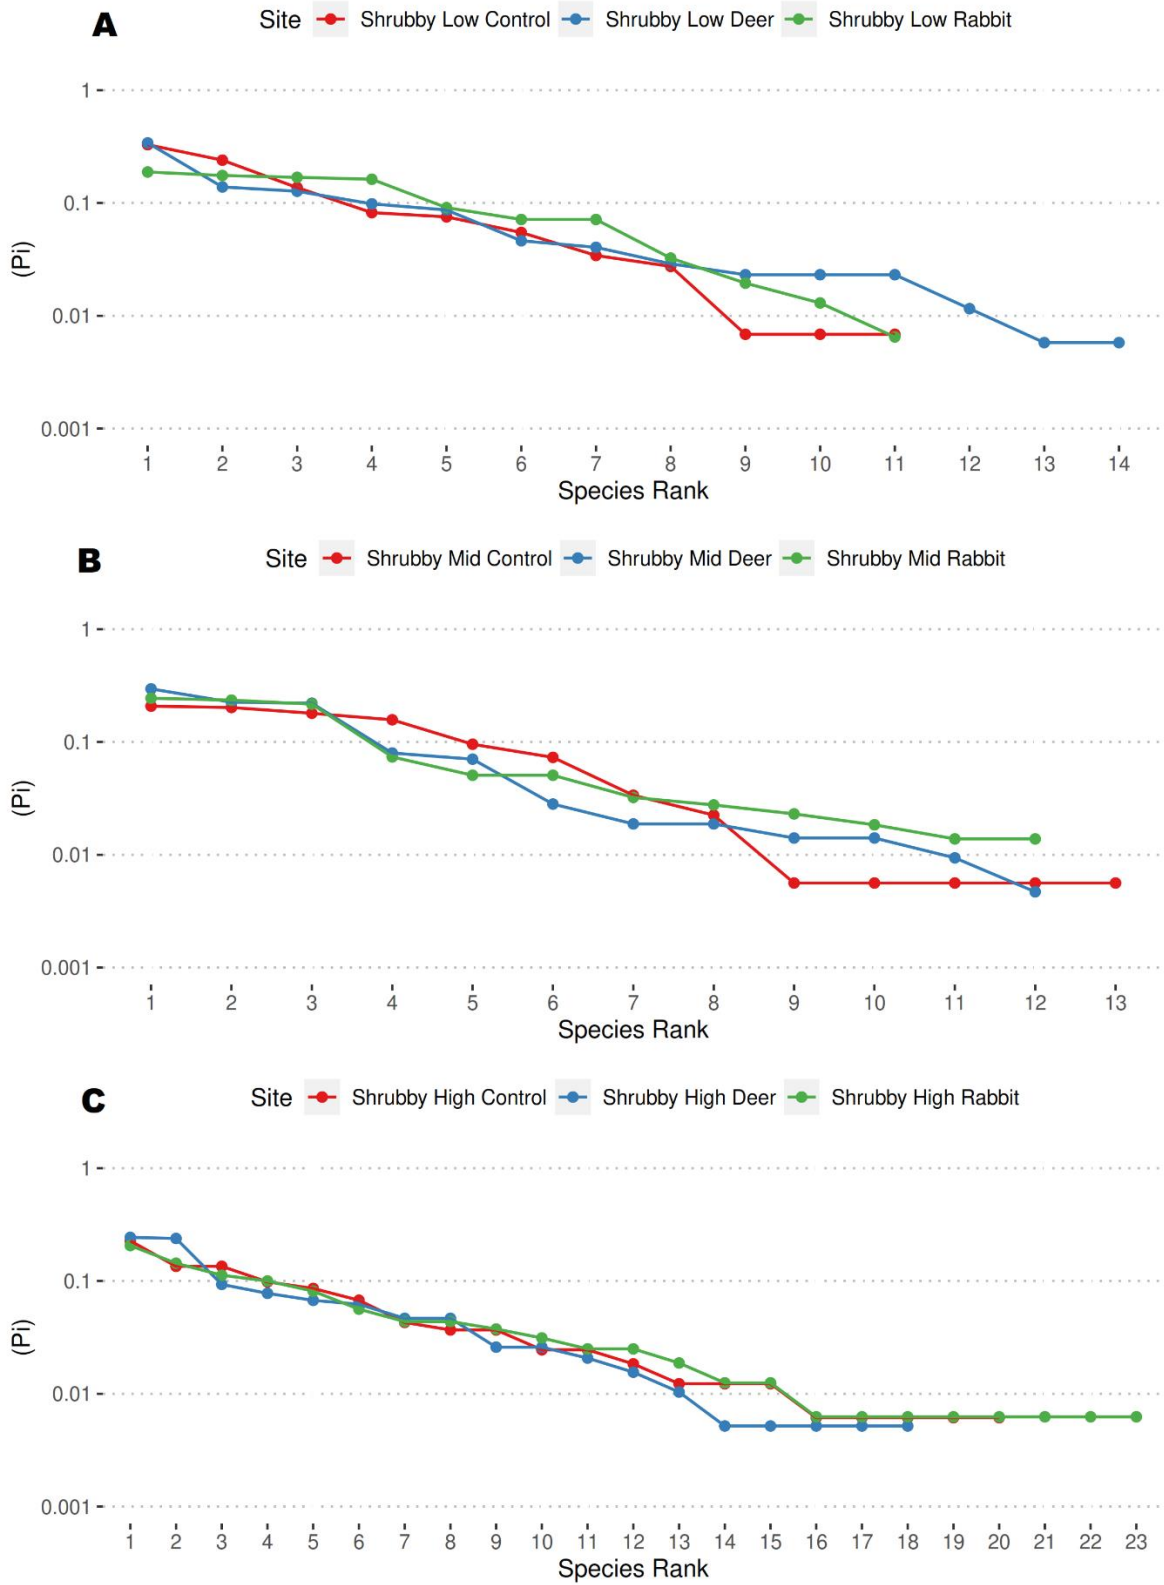 A
Site Shrubby Low Control Shrubby Low Deer Shrubby Low Rabbit
1
0.1
0.01
0.001
(Pi)
1 2 3 4 5 6 7 8 9 10 11 12 13 14
Species Rank
B
Site Shrubby Mid Control Shrubby Mid Deer Shrubby Mid Rabbit
1
0.1
0.01
0.001
(Pi)
1 2 3 4 5 6 7 8 9 10 11 12 13
Species Rank
C
Site Shrubby High Control Shrubby High Deer Shrubby High Rabbit
1
0.1
0.01
0.001
(Pi)
1 2 3 4 5 6 7 8 9 10 11 12 13 14 15 16 17 18 19 20 21 22 23
Species Rank